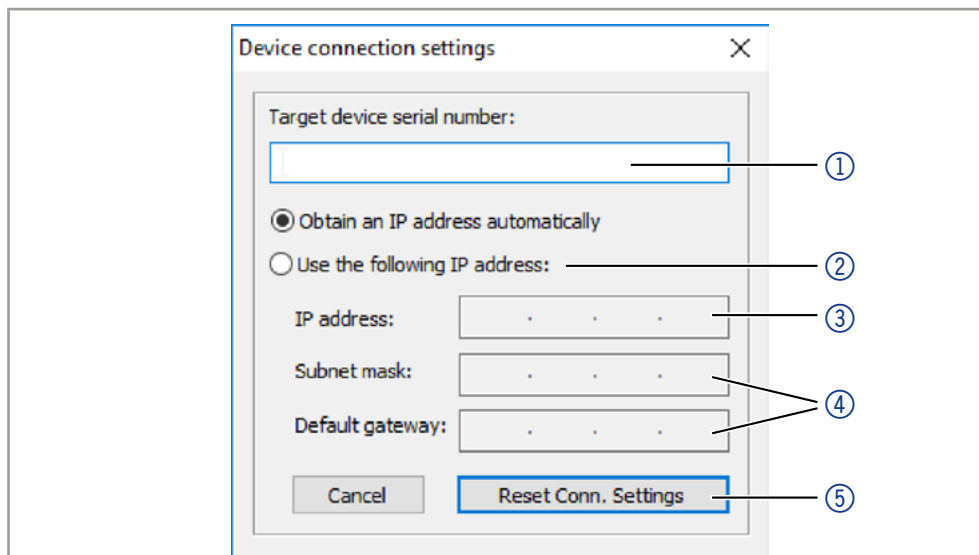 Device connection settings
Target device serial number:
①
Obtain an IP address automatically
Use the following IP address: ②
IP address: . . . ③
Subnet mask: . . .
④
Default gateway: . . .
Cancel Reset Conn. Settings ⑤